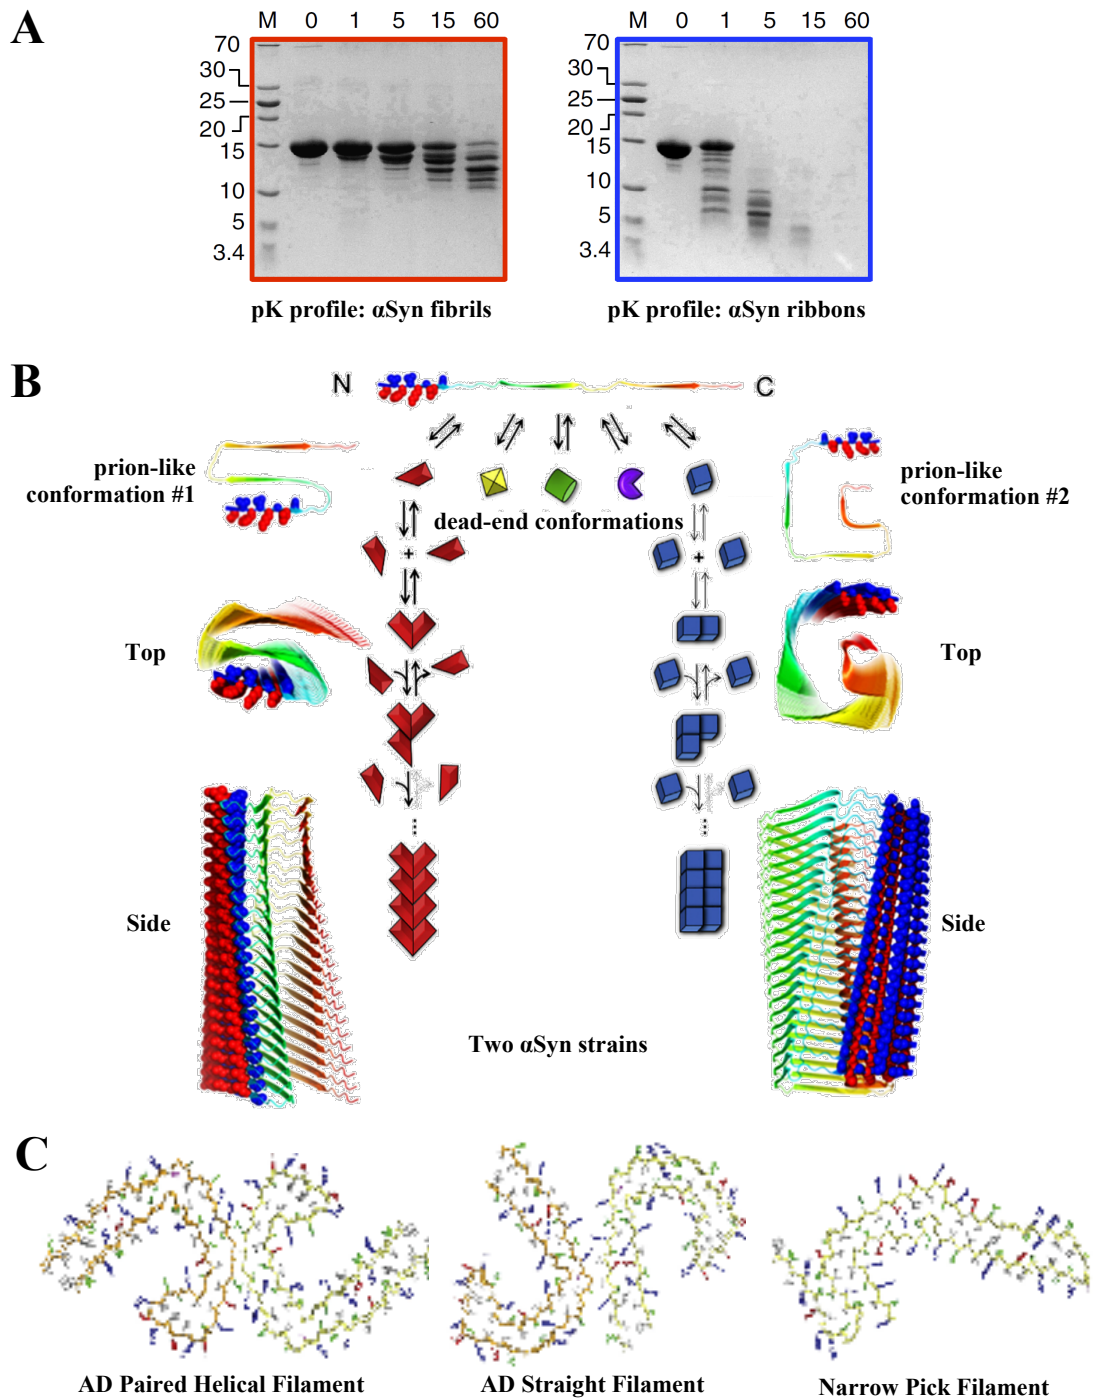 A
M 0 1 5 15 60
70
30
25
20
15
10
5
3.4
pK profile: αSyn fibrils
M 0 1 5 15 60
70
30
25
20
15
10
5
3.4
pK profile: αSyn ribbons
B
N
C
prion-like
conformation #1
dead-end conformations
prion-like
conformation #2
+
+
Top
Top
...
...
Side
Side
Two αSyn strains
C
AD Paired Helical Filament
AD Straight Filament
Narrow Pick Filament